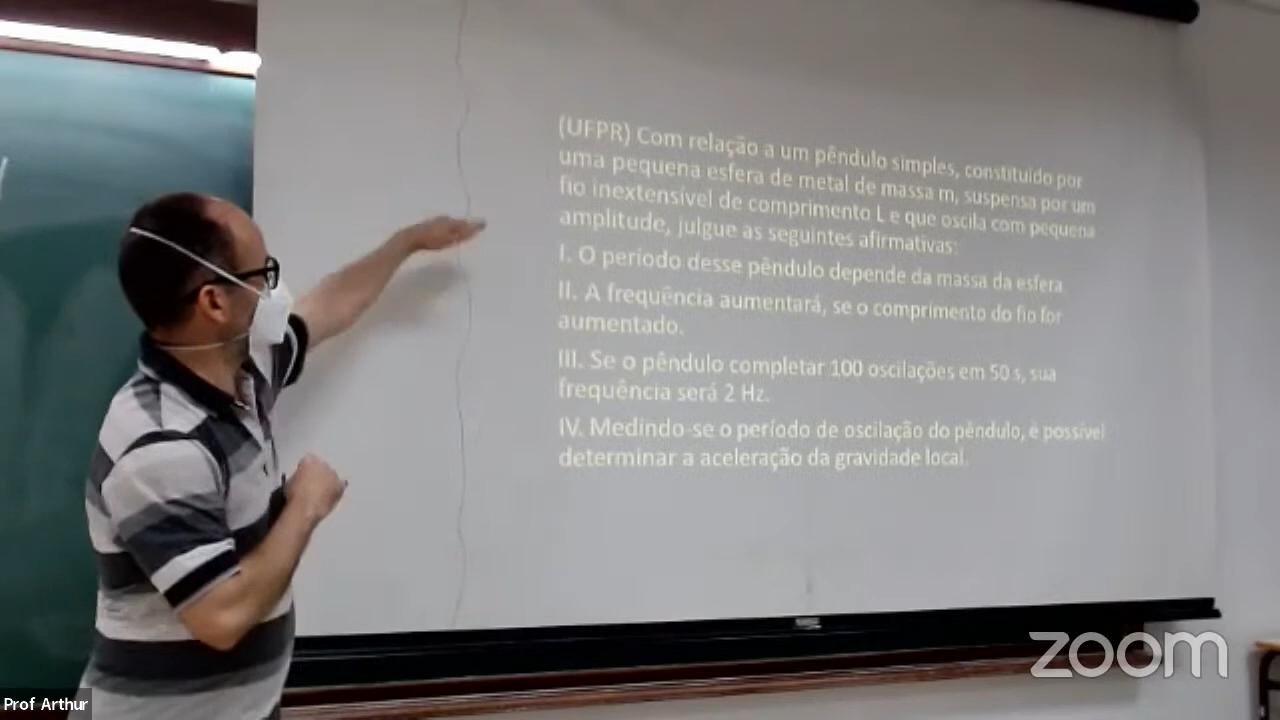 (UFPR) Com relação a um pêndulo simples, constituído por
uma pequena esfera de metal de massa m, suspensa por um
fio inextensível de comprimento L e que oscila com pequena
amplitude, julgue as seguintes afirmativas:
I. O período desse pêndulo depende da massa da esfera.
II. A frequência aumentará, se o comprimento do fio for
aumentado.
III. Se o pêndulo completar 100 oscilações em 50 s, sua
frequência será 2 Hz.
IV. Medindo-se o período de oscilação do pêndulo, é possível
determinar a aceleração da gravidade local.
zoom
Prof Arthur